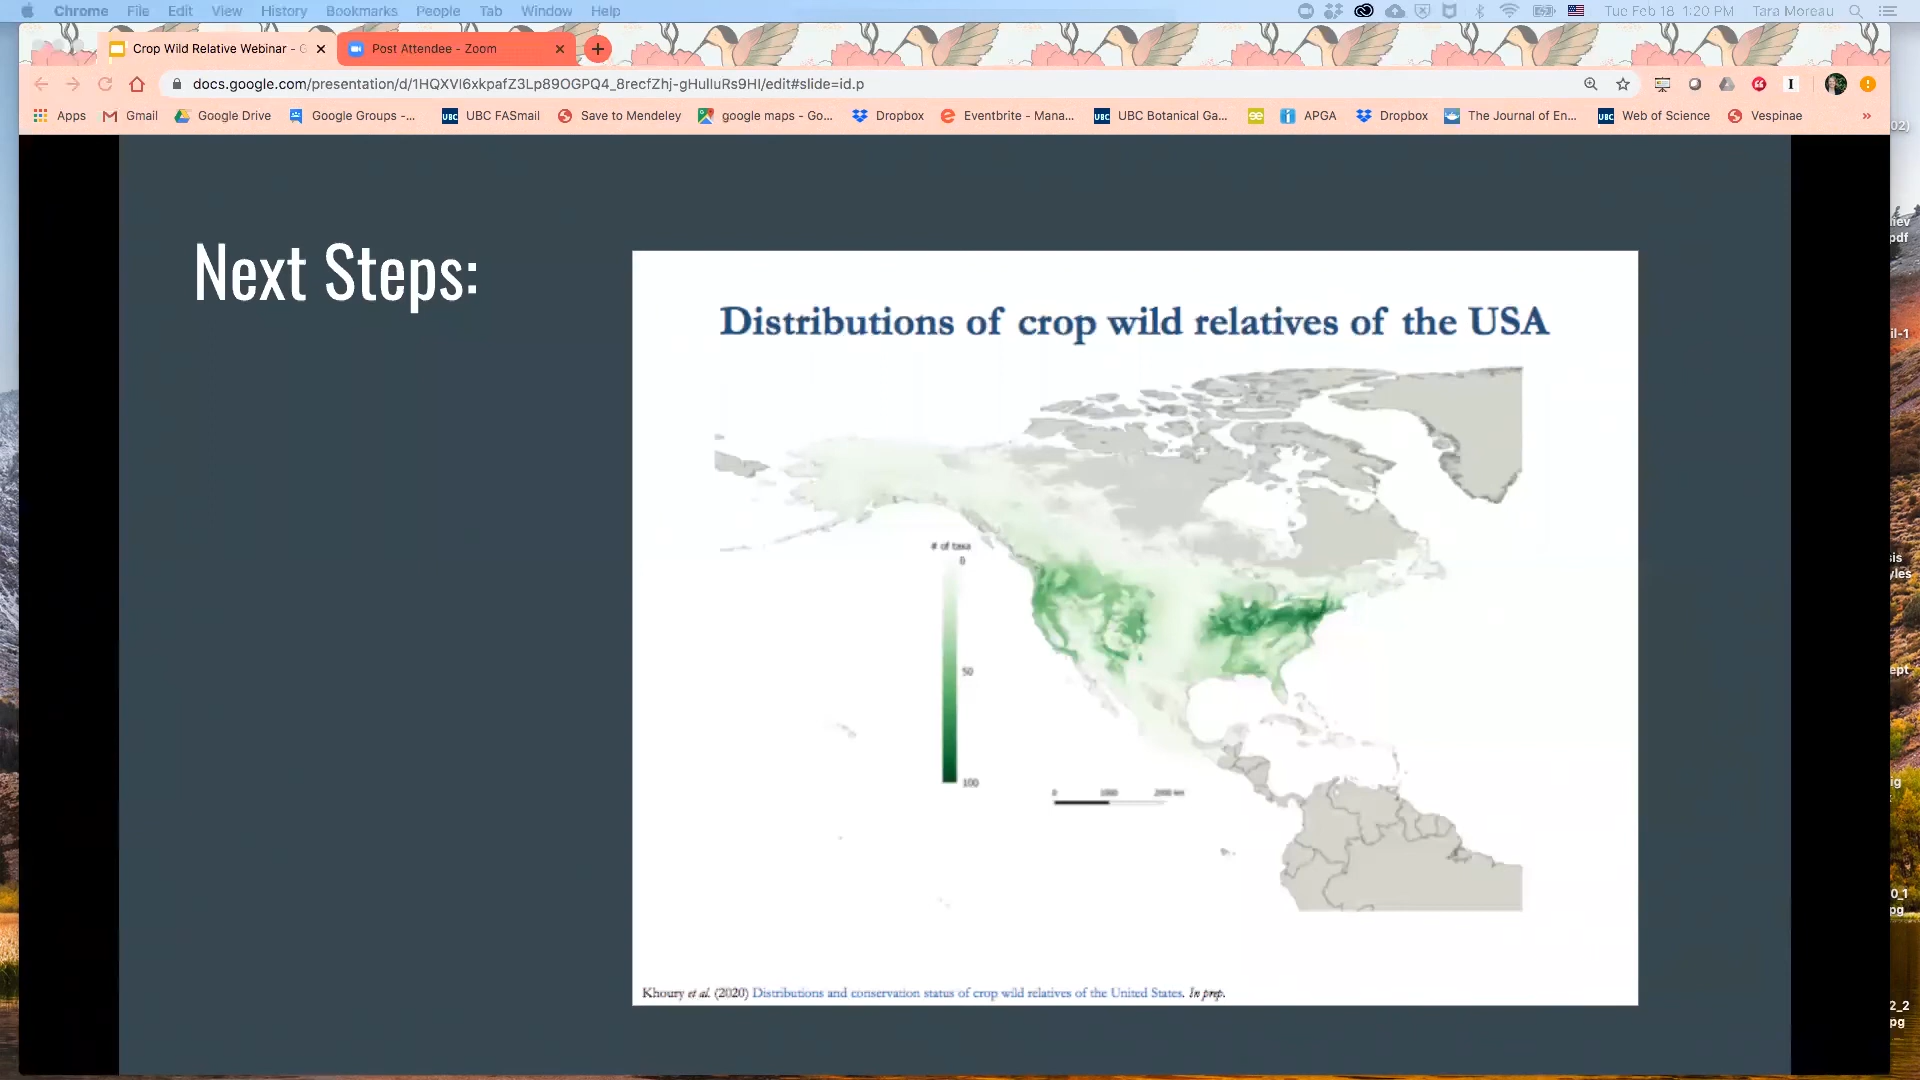 Chrome File Edit View History Bookmarks People Tab Window Help Tue Feb 18 1:20 PM Tara Moreau
Crop Wild Relative Webinar - G Post Attendee - Zoom
docs.google.com/presentation/d/1HQXVI6xkpafZ3Lp89OGPQ4_8recfZhj-gHulluRs9HI/edit#slide=id.p
Apps Gmail Google Drive Google Groups -... UBC FASmail Save to Mendeley google maps - Go... Dropbox Eventbrite - Mana... UBC Botanical Ga... APGA Dropbox The Journal of En... Web of Science Vespinae »
Next Steps:
Distributions of crop wild relatives of the USA
# of taxa
0
50
100
0 1000 2000 km
Khoury et al. (2020) Distributions and conservation status of crop wild relatives of the United States. In prep.